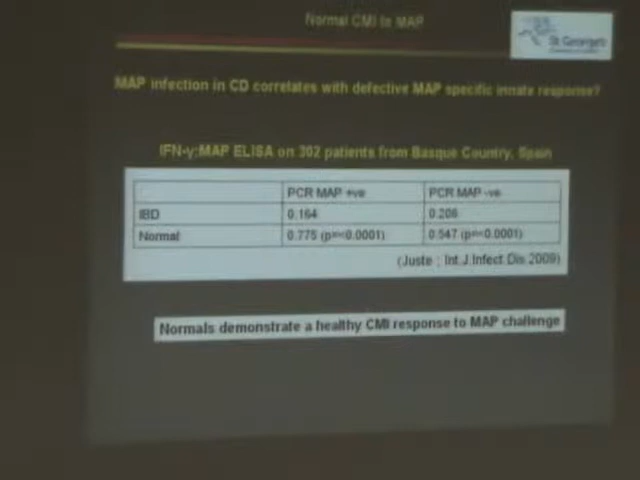 Normal CMI to MAP
St George's
MAP infection in CD correlates with defective MAP specific innate response?
IFN-γ:MAP ELISA on 302 patients from Basque Country, Spain
PCR MAP +ve PCR MAP -ve
IBD 0.164 0.206
Normal 0.775 (p=<0.0001) 0.547 (p=<0.0001)
(Juste ; Int J Infect Dis 2009)
Normals demonstrate a healthy CMI response to MAP challenge